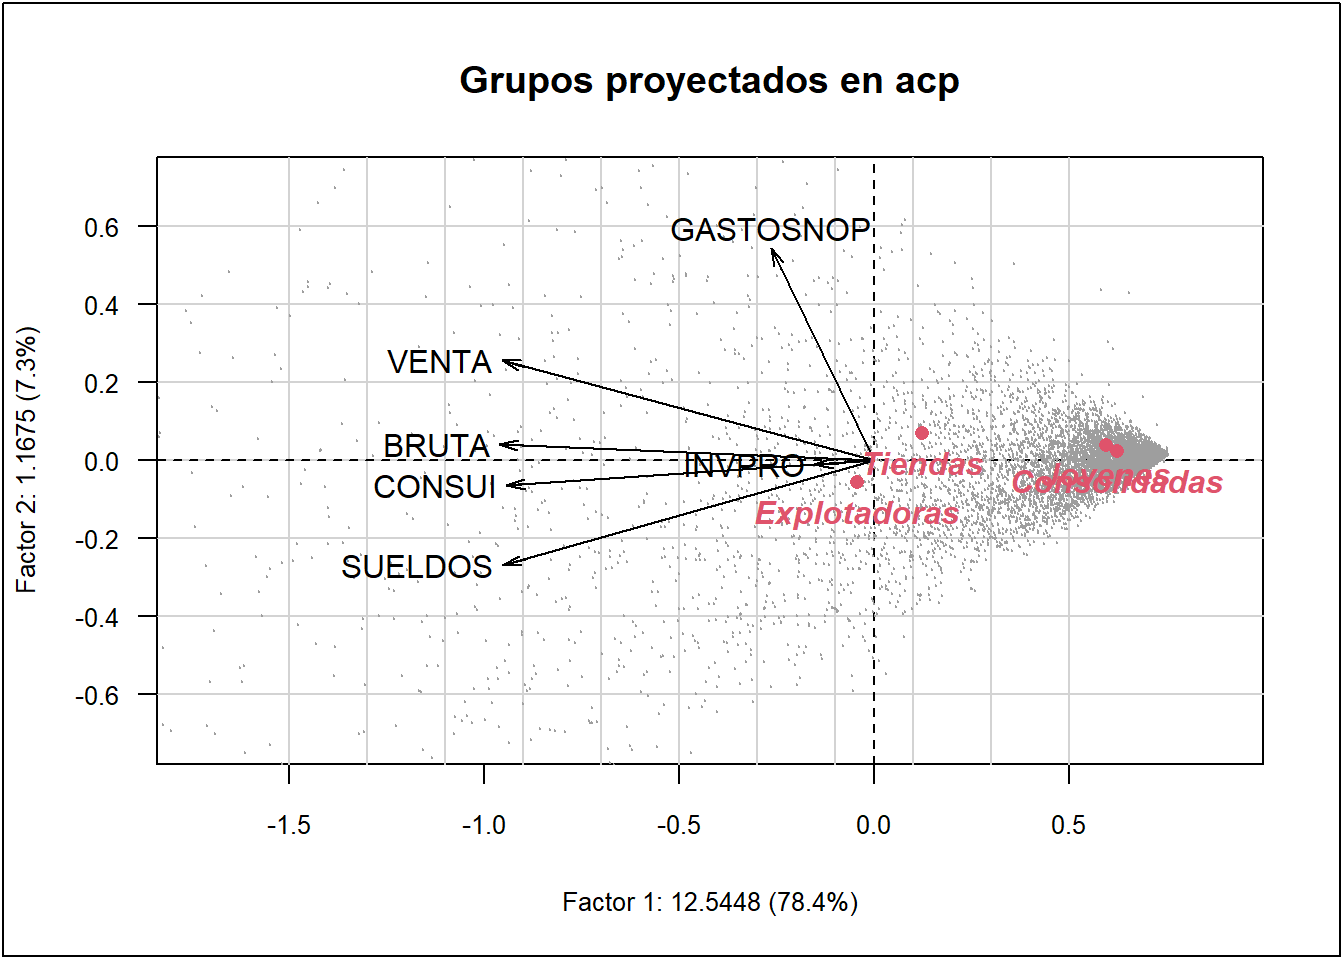 Grupos proyectados en acp
Factor 2: 1.1675 (7.3%)
0.6
0.4
0.2
0.0
-0.2
-0.4
-0.6
GASTOSNOP
VENTA
BRUTA
INVPRO
CONSUI
SUELDOS
Tiendas
Jovenes
Consolidadas
Explotadoras
-1.5 -1.0 -0.5 0.0 0.5
Factor 1: 12.5448 (78.4%)